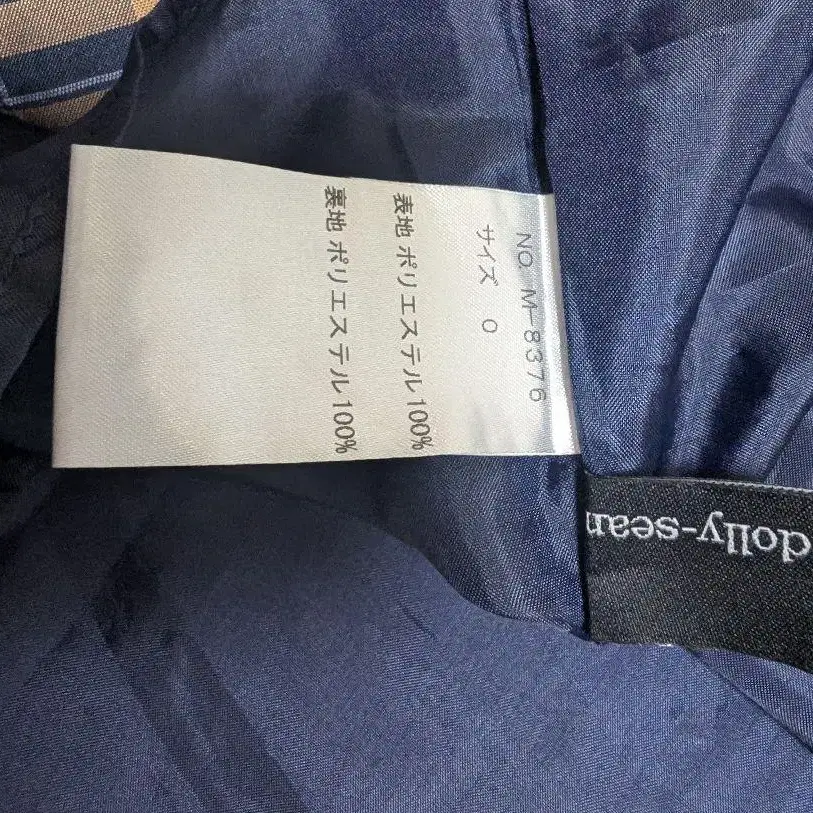 NO. M-8376
サイズ 0
表地 ポリエステル100%
裏地 ポリエステル100%
dolly-sean